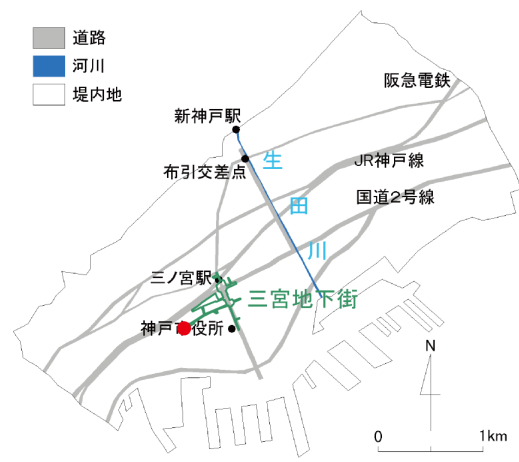 道路
河川
堤内地
阪急電鉄
新神戸駅
布引交差点
生田川
JR神戸線
国道２号線
三ノ宮駅
三宮地下街
神戸市役所
N
0
1km